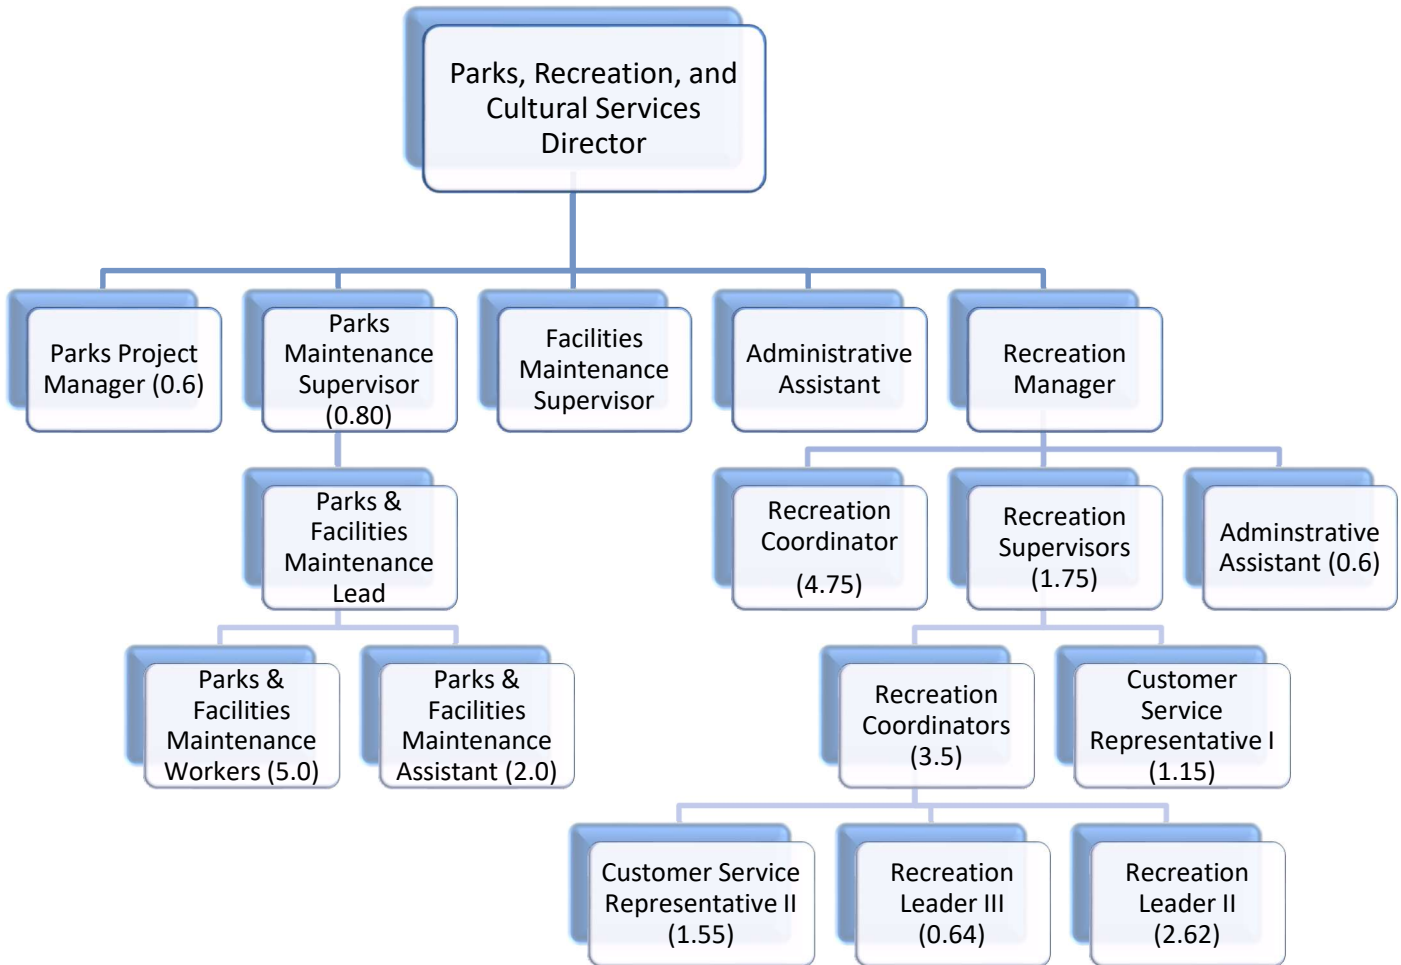 Parks, Recreation, and
Cultural Services
Director
Parks Project
Manager (0.6)
Parks
Maintenance
Supervisor
(0.80)
Facilities
Maintenance
Supervisor
Administrative
Assistant
Recreation
Manager
Parks &
Facilities
Maintenance
Lead
Recreation
Coordinator
(4.75)
Recreation
Supervisors
(1.75)
Adminstrative
Assistant (0.6)
Parks &
Facilities
Maintenance
Workers (5.0)
Parks &
Facilities
Maintenance
Assistant (2.0)
Recreation
Coordinators
(3.5)
Customer
Service
Representative I
(1.15)
Customer Service
Representative II
(1.55)
Recreation
Leader III
(0.64)
Recreation
Leader II
(2.62)